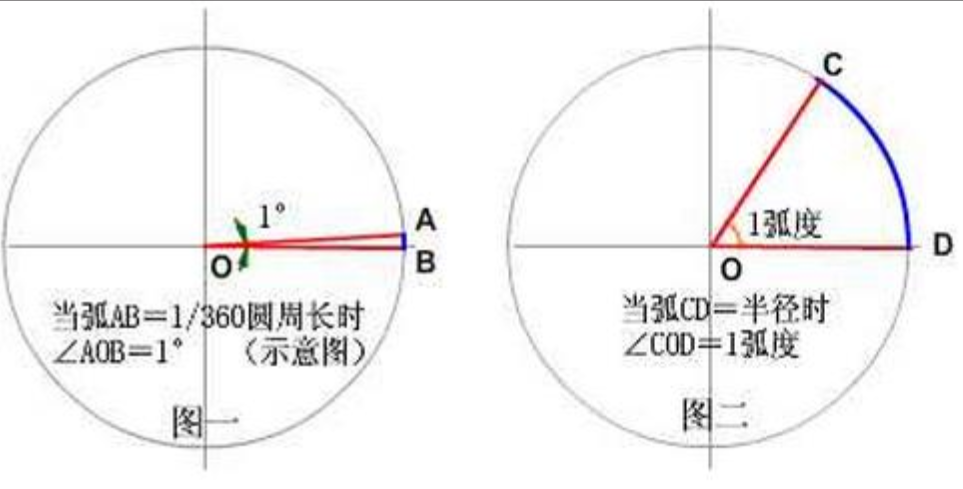 1°
A
O
B
当弧AB=1/360圆周长时
∠AOB=1° （示意图）
图一
C
1弧度
O
D
当弧CD=半径时
∠COD=1弧度
图二